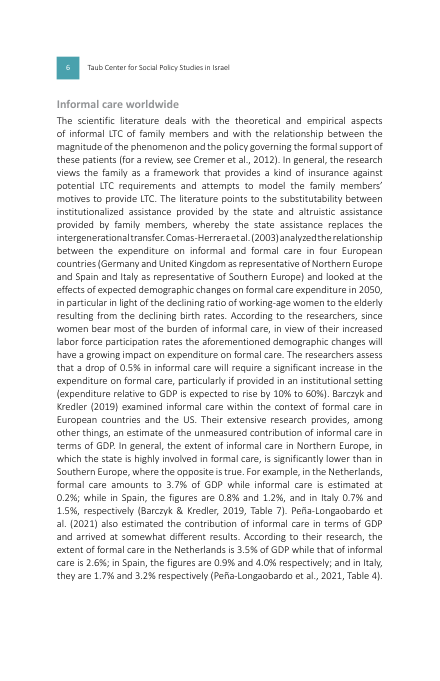 6
Taub Center for Social Policy Studies in Israel
Informal care worldwide
The scientific literature deals with the theoretical and empirical aspects
of informal LTC of family members and with the relationship between the
magnitude of the phenomenon and the policy governing the formal support of
these patients (for a review, see Cremer et al., 2012). In general, the research
views the family as a framework that provides a kind of insurance against
potential LTC requirements and attempts to model the family members'
motives to provide LTC. The literature points to the substitutability between
institutionalized assistance provided by the state and altruistic assistance
provided by family members, whereby the state assistance replaces the
intergenerational transfer. Comas-Herrera et al. (2003) analyzed the relationship
between the expenditure on informal and formal care in four European
countries (Germany and United Kingdom as representative of Northern Europe
and Spain and Italy as representative of Southern Europe) and looked at the
effects of expected demographic changes on formal care expenditure in 2050,
in particular in light of the declining ratio of working-age women to the elderly
resulting from the declining birth rates. According to the researchers, since
women bear most of the burden of informal care, in view of their increased
labor force participation rates the aforementioned demographic changes will
have a growing impact on expenditure on formal care. The researchers assess
that a drop of 0.5% in informal care will require a significant increase in the
expenditure on formal care, particularly if provided in an institutional setting
(expenditure relative to GDP is expected to rise by 10% to 60%). Barczyk and
Kredler (2019) examined informal care within the context of formal care in
European countries and the US. Their extensive research provides, among
other things, an estimate of the unmeasured contribution of informal care in
terms of GDP. In general, the extent of informal care in Northern Europe, in
which the state is highly involved in formal care, is significantly lower than in
Southern Europe, where the opposite is true. For example, in the Netherlands,
formal care amounts to 3.7% of GDP while informal care is estimated at
0.2%; while in Spain, the figures are 0.8% and 1.2%, and in Italy 0.7% and
1.5%, respectively (Barczyk & Kredler, 2019, Table 7). Peña-Longaobardo et
al. (2021) also estimated the contribution of informal care in terms of GDP
and arrived at somewhat different results. According to their research, the
extent of formal care in the Netherlands is 3.5% of GDP while that of informal
care is 2.6%; in Spain, the figures are 0.9% and 4.0% respectively; and in Italy,
they are 1.7% and 3.2% respectively (Peña-Longaobardo et al., 2021, Table 4).